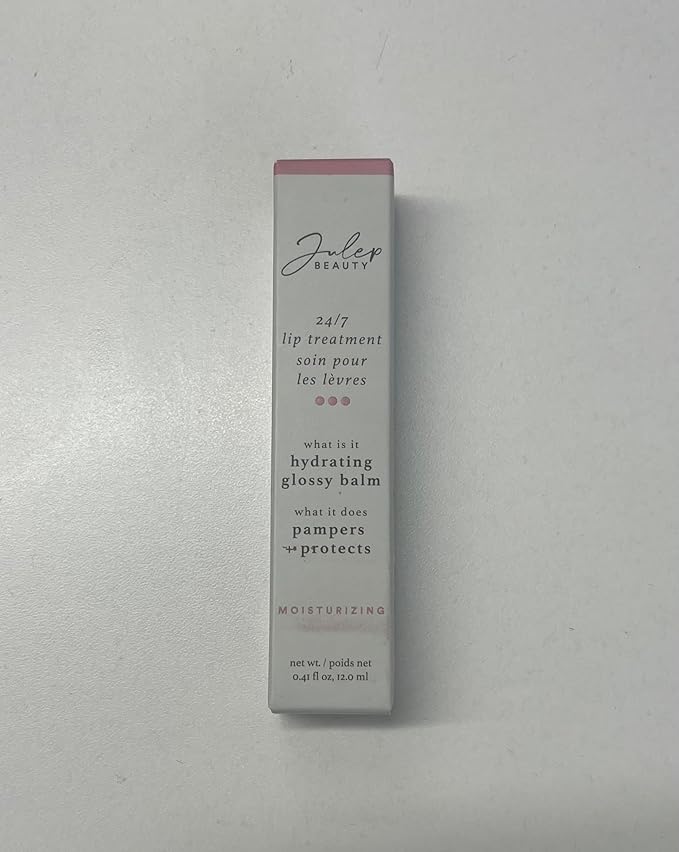 Julep
BEAUTY
24/7
lip treatment
soin pour
les lèvres
what is it
hydrating
glossy balm
what it does
pampers
+ protects
MOISTURIZING
net wt. / poids net
0.41 fl oz, 12.0 ml